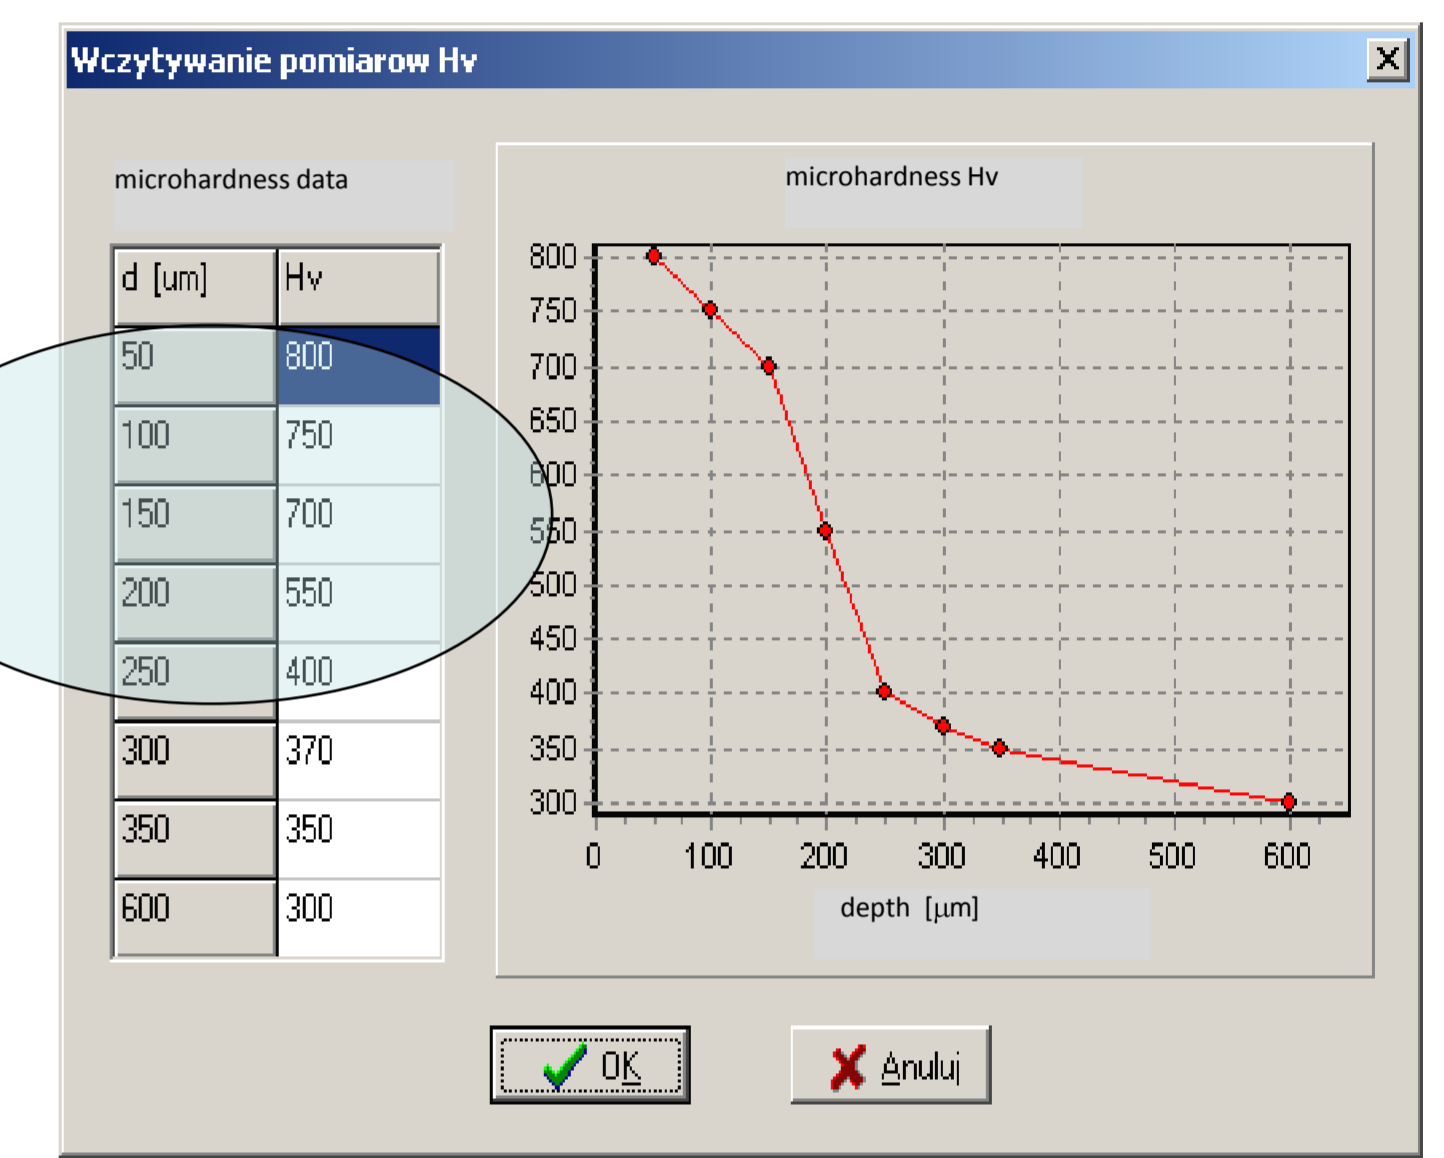 Wczytywanie pomiarow Hv
microhardness data
d [um] Hv
50 800
100 750
150 700
200 550
250 400
300 370
350 350
600 300
microhardness Hv
800
750
700
650
600
550
500
450
400
350
300
0 100 200 300 400 500 600
depth [μm]
OK
Anuluj